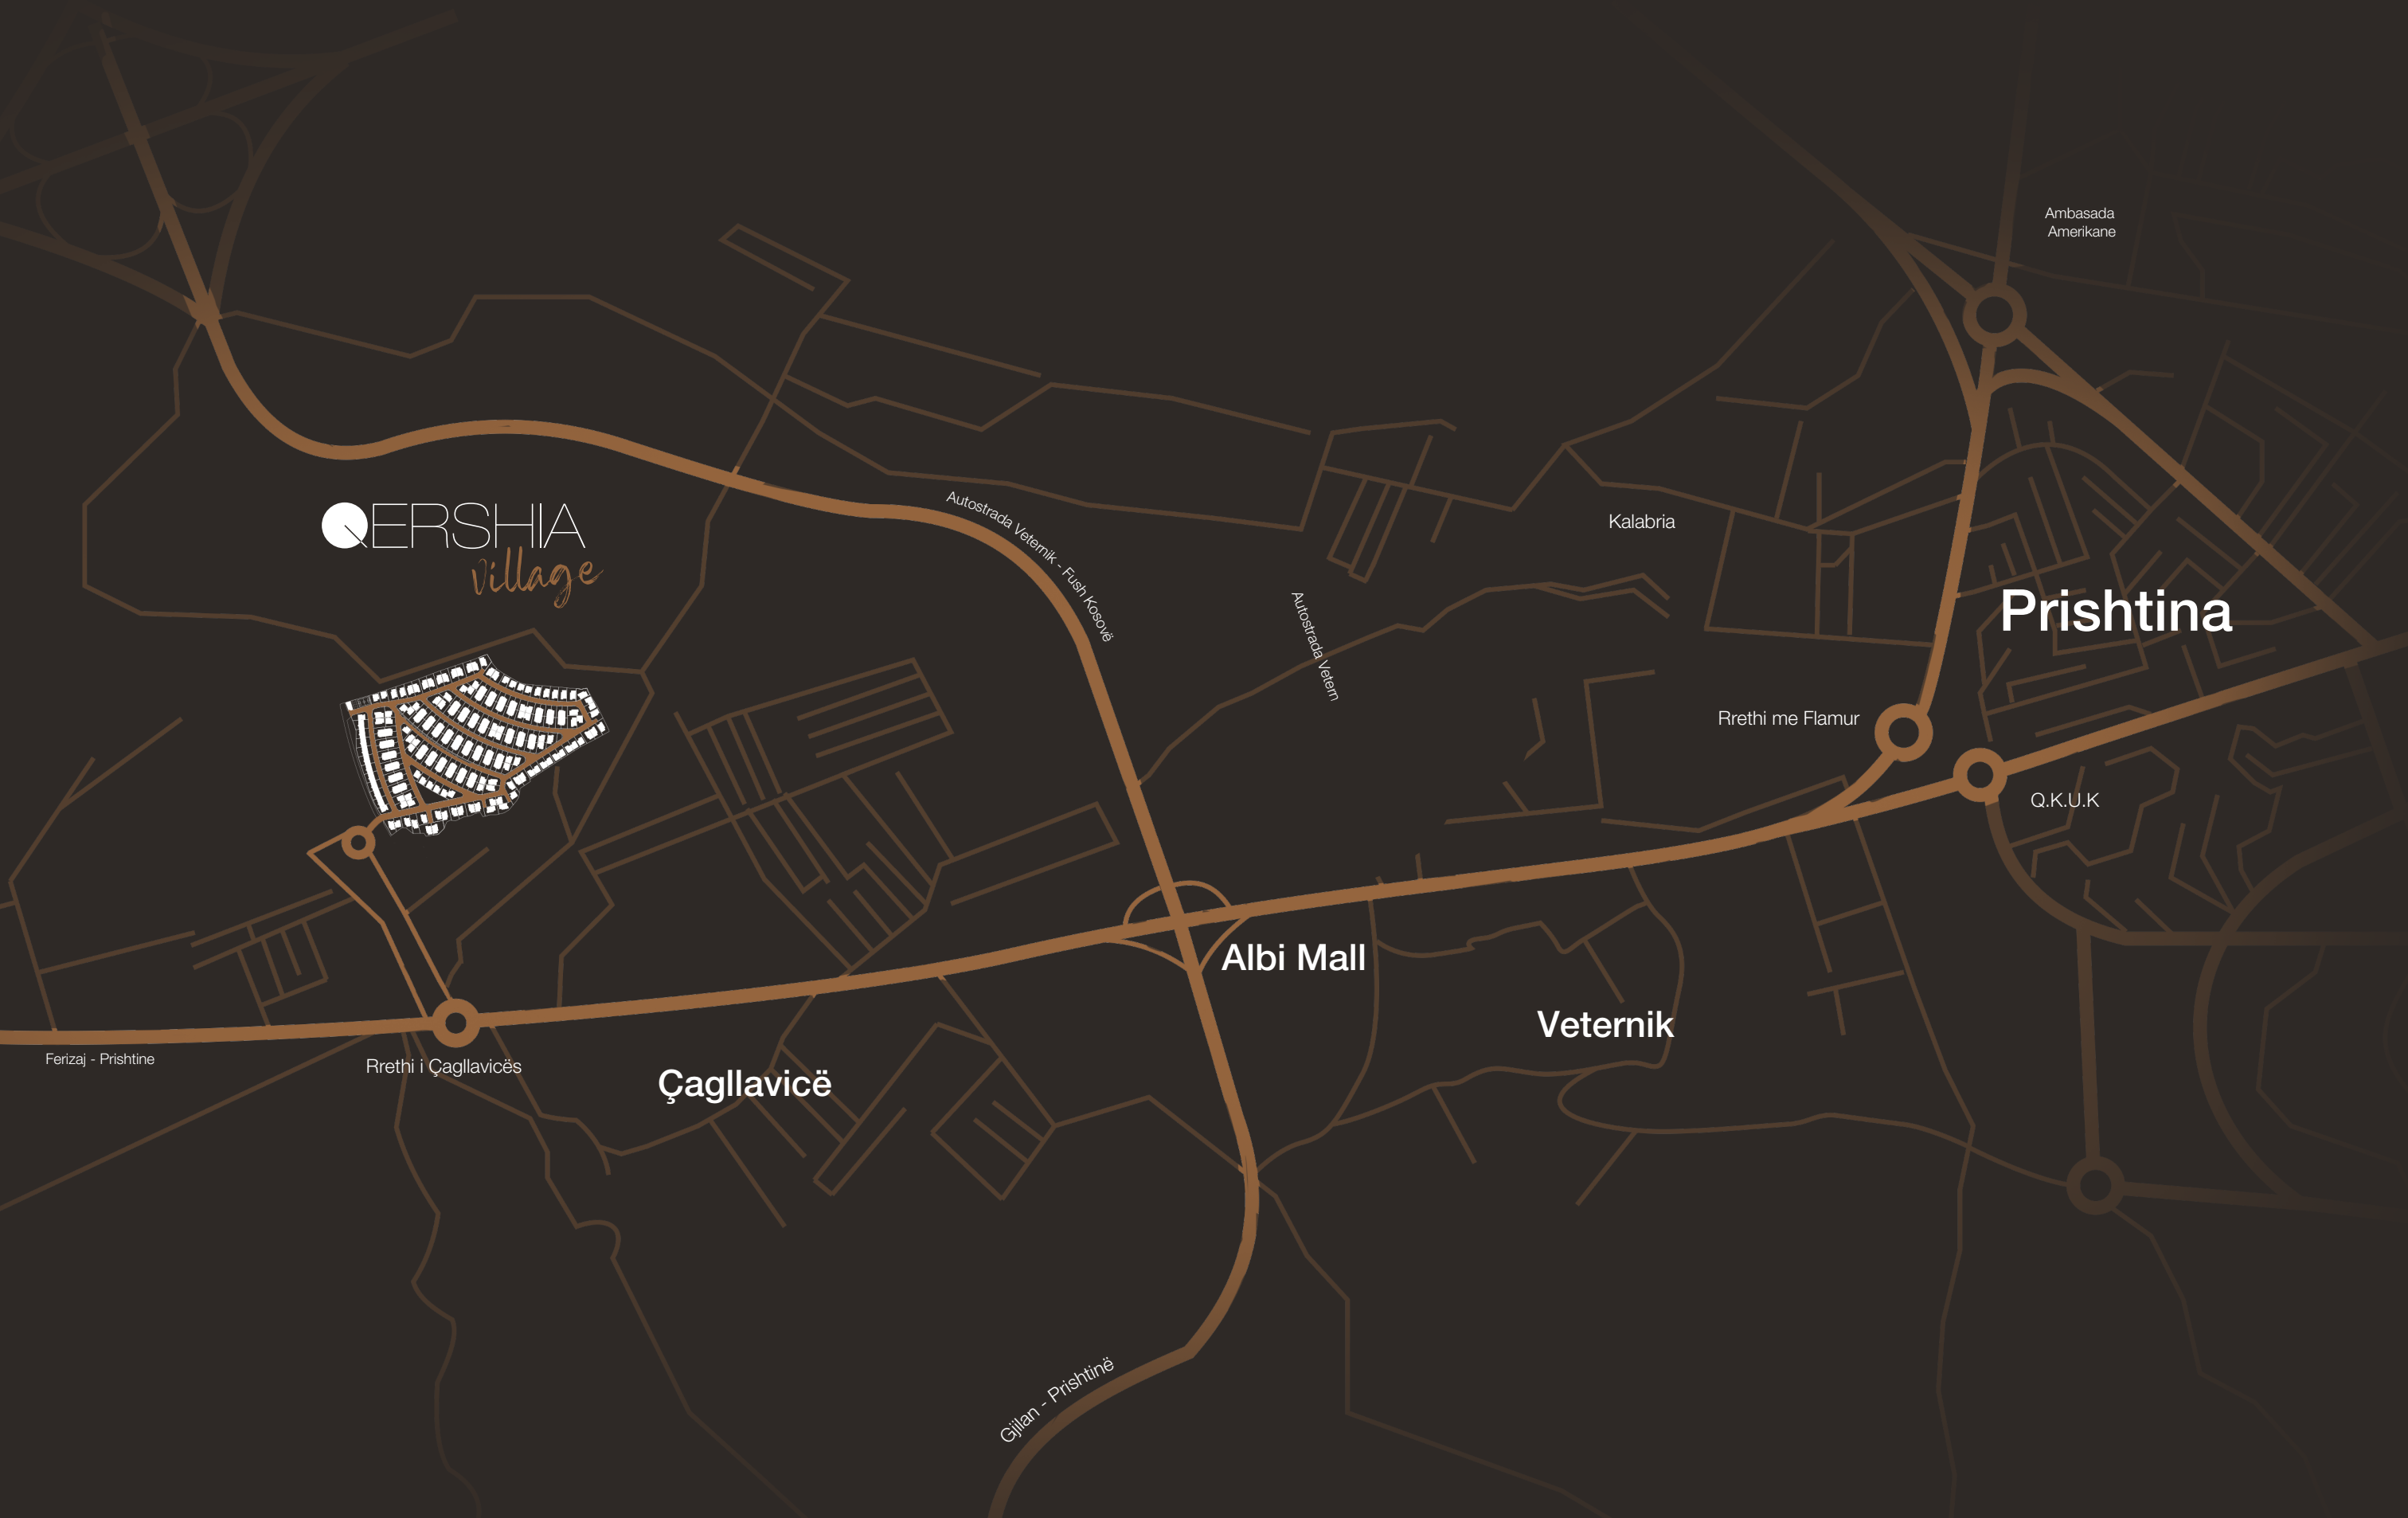 Ambasada
Amerikane
QERSHIA
village
Autostrada Veternik - Fush Kosovë
Kalabria
Autostrada Vetern
Prishtina
Rrethi me Flamur
Q.K.U.K
Albi Mall
Veternik
Ferizaj - Prishtine
Rrethi i Çagllavicës
Çagllavicë
Gjilan - Prishtinë